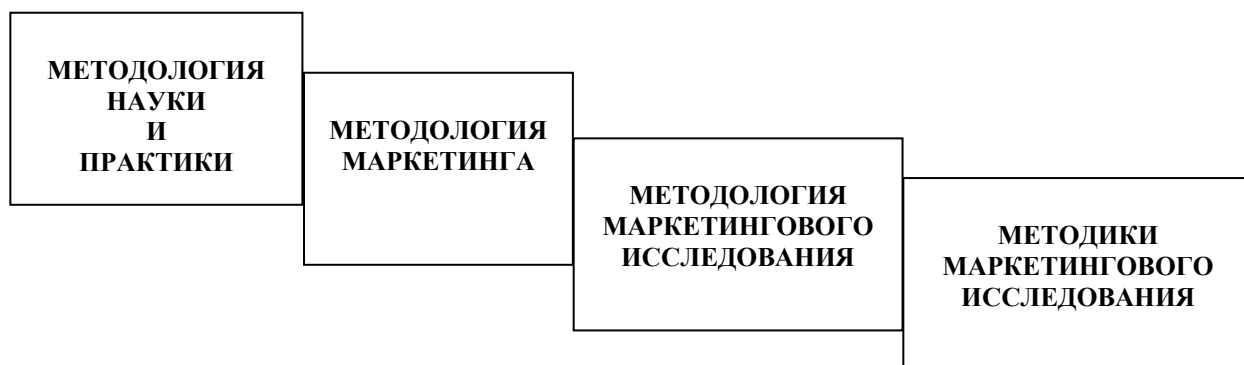 МЕТОДОЛОГИЯ
НАУКИ
И
ПРАКТИКИ
МЕТОДОЛОГИЯ
МАРКЕТИНГА
МЕТОДОЛОГИЯ
МАРКЕТИНГОВОГО
ИССЛЕДОВАНИЯ
МЕТОДИКИ
МАРКЕТИНГОВОГО
ИССЛЕДОВАНИЯ